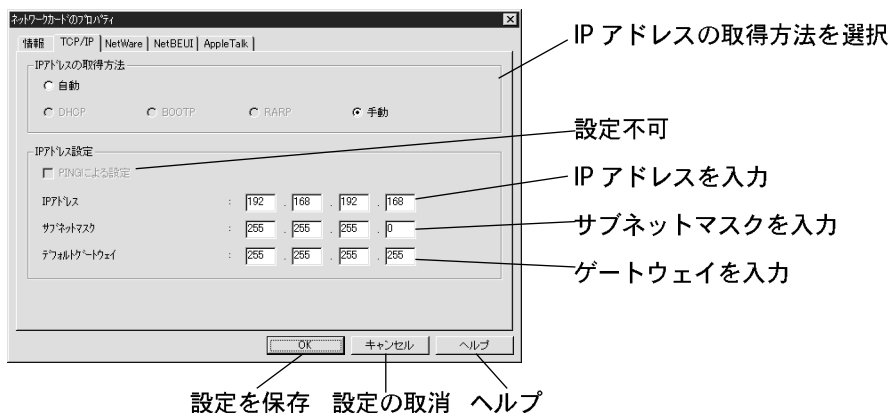 ネットワークカードのプロパティ
情報 TCP/IP NetWare NetBEUI AppleTalk
IPアドレスの取得方法
自動
DHCP BOOTP RARP 手動
IPアドレス設定
PINGによる設定
IPアドレス : 192 . 168 . 192 . 168
サブネットマスク : 255 . 255 . 255 . 0
デフォルトゲートウェイ : 255 . 255 . 255 . 255
OK キャンセル ヘルプ
IP アドレスの取得方法を選択
設定不可
IP アドレスを入力
サブネットマスクを入力
ゲートウェイを入力
設定を保存 設定の取消 ヘルプ